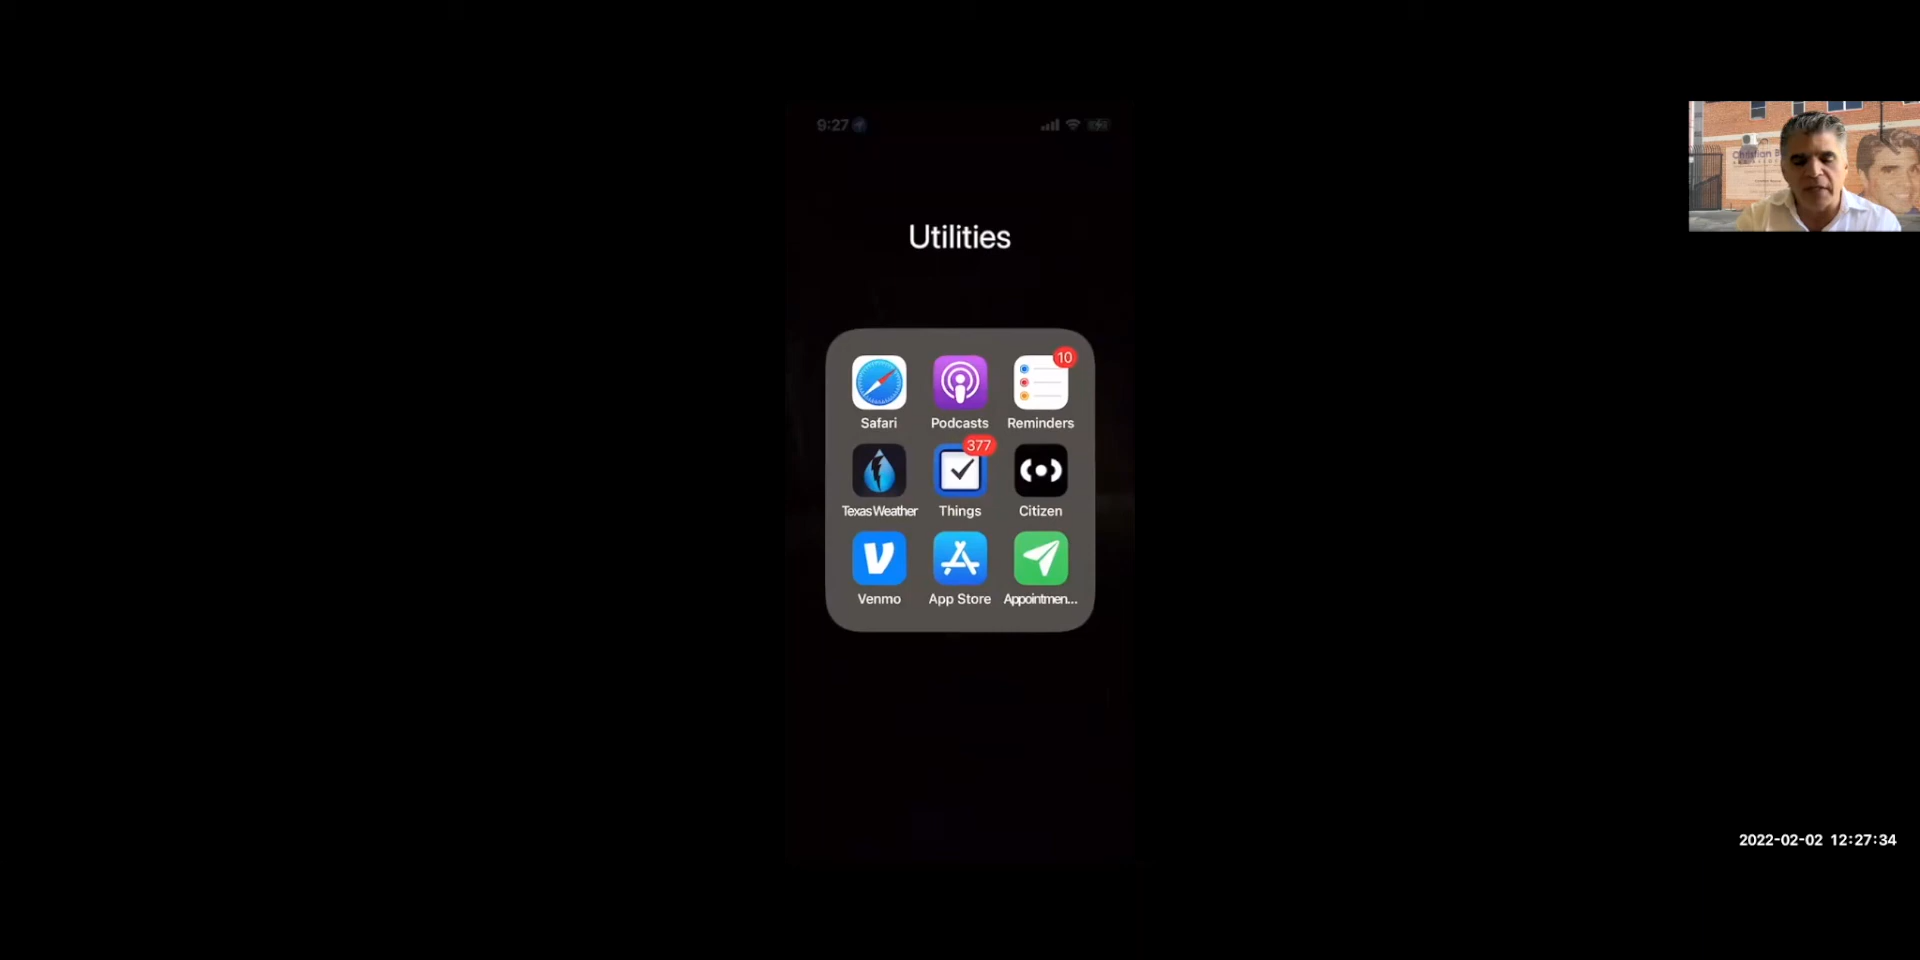 9:27
Utilities
10
Safari
Podcasts
Reminders
377
Texas Weather
Things
Citizen
Venmo
App Store
Appointmen...
Christian
2022-02-02 12:27:34